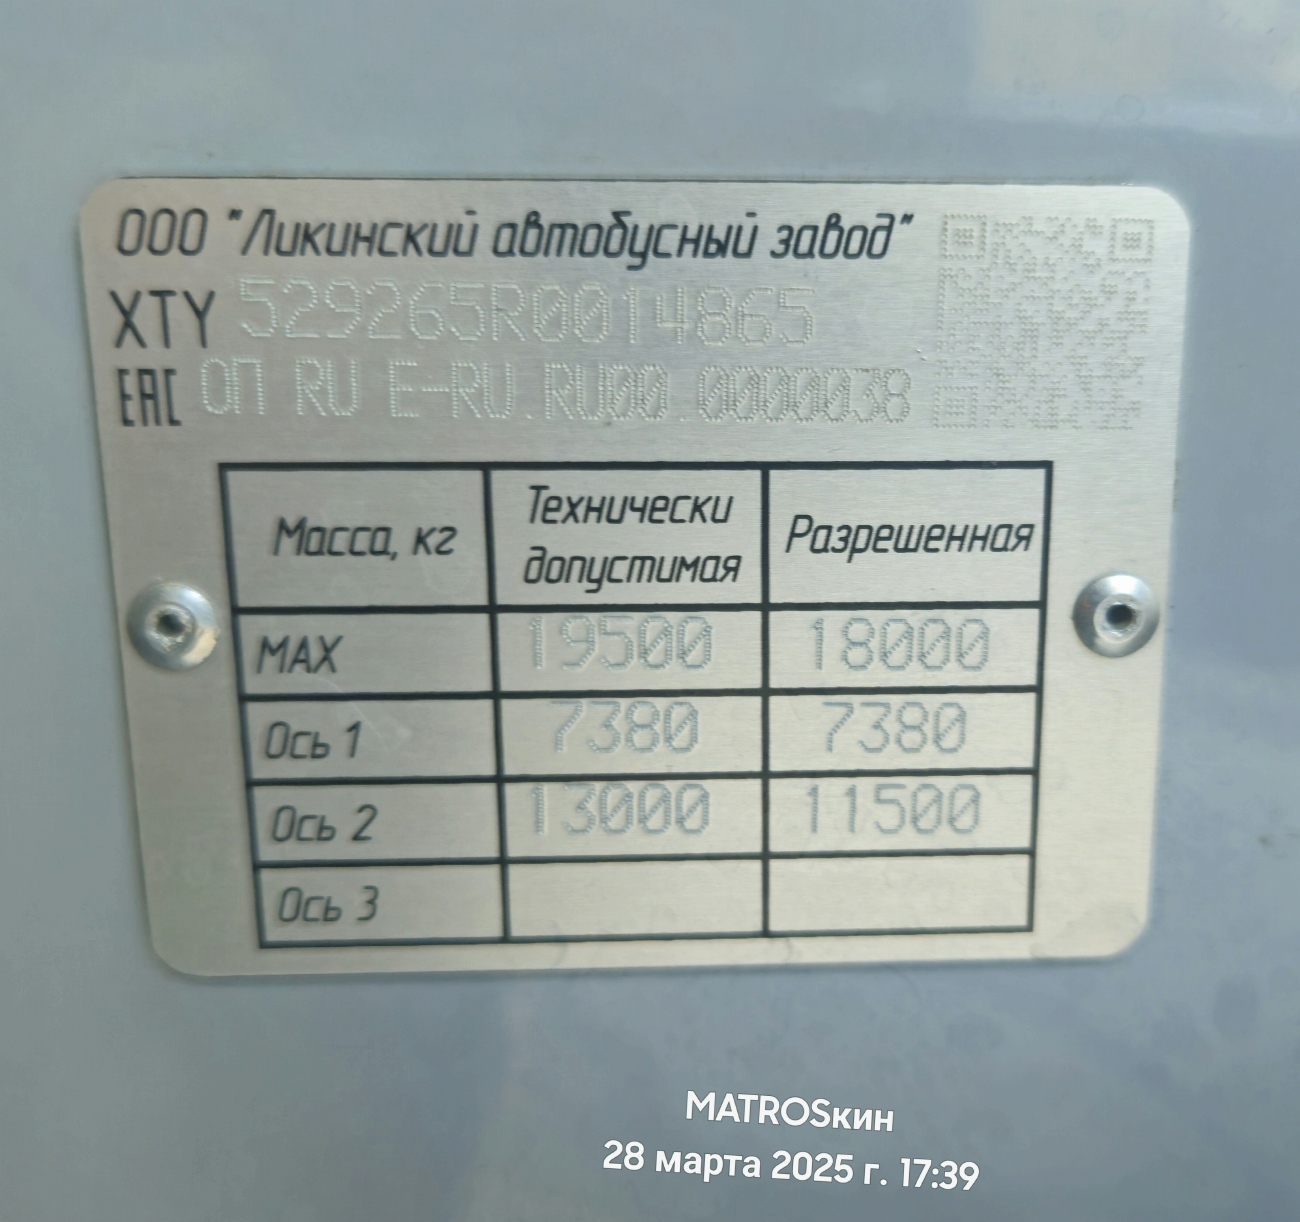 ООО "Ликинский автобусный завод"
XTY 529265R0014865
EAC ОП RU E-RU.RU00.0000038
Масса, кг Технически допустимая Разрешенная
MAX 19500 18000
Ось 1 7380 7380
Ось 2 13000 11500
Ось 3
MATROSкин
28 марта 2025 г. 17:39